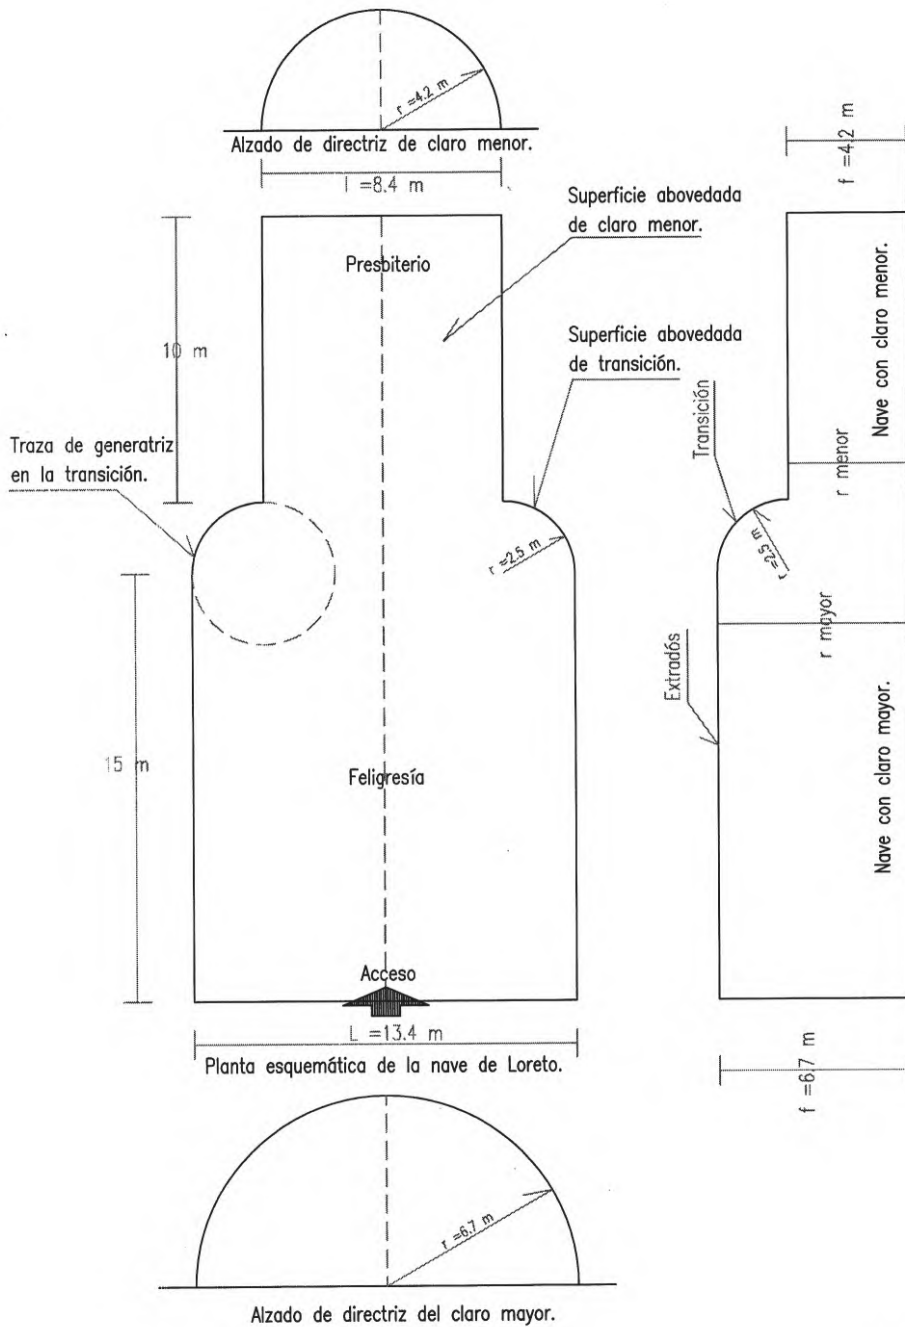 r =4.2 m
Alzado de directriz de claro menor.
l =8.4 m
f =4.2 m
Superficie abovedada
de claro menor.
Presbiterio
Nave con claro menor.
10 m
Superficie abovedada
de transición.
Transición
Traza de generatriz
en la transición.
r menor
r =2.5 m
r=2.5 m
r mayor
Extradós
15 m
Feligresía
Nave con claro mayor.
Acceso
L =13.4 m
Planta esquemática de la nave de Loreto.
f =6.7 m
r =6.7 m
Alzado de directriz del claro mayor.